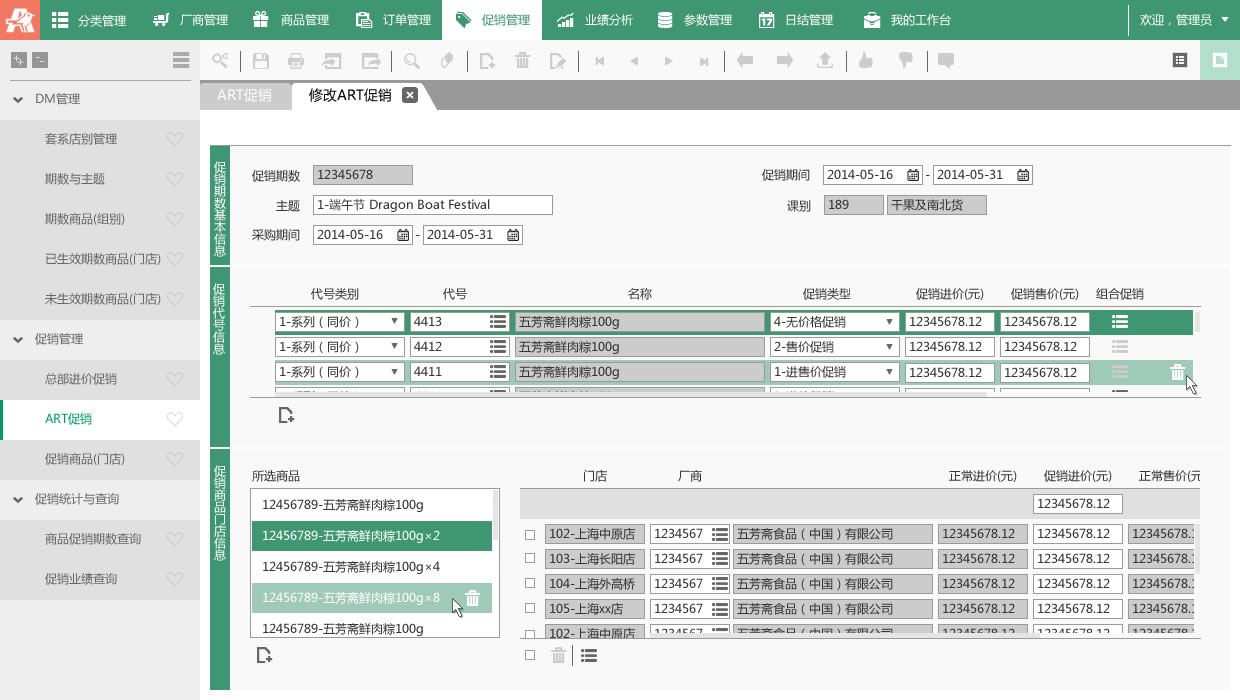 分类管理 厂商管理 商品管理 订单管理 促销管理 业绩分析 参数管理 日结管理 我的工作台 欢迎，管理员
ART促销 修改ART促销
DM管理
套系店别管理
期数与主题
期数商品(组别)
已生效期数商品(门店)
未生效期数商品(门店)
促销管理
总部进价促销
ART促销
促销商品(门店)
促销统计与查询
商品促销期数查询
促销业绩查询
促销期数基本信息
促销期数 12345678 促销期间 2014-05-16 - 2014-05-31
主题 1-端午节 Dragon Boat Festival 课别 189 干果及南北货
采购期间 2014-05-16 - 2014-05-31
促销代号信息
代号类别 代号 名称 促销类型 促销进价(元) 促销售价(元) 组合促销
1-系列（同价） 4413 五芳斋鲜肉粽100g 4-无价格促销 12345678.12 12345678.12
1-系列（同价） 4412 五芳斋鲜肉粽100g 2-售价促销 12345678.12 12345678.12
1-系列（同价） 4411 五芳斋鲜肉粽100g 1-进售价促销 12345678.12 12345678.12
促销商品门店信息
所选商品
12456789-五芳斋鲜肉粽100g
12456789-五芳斋鲜肉粽100g×2
12456789-五芳斋鲜肉粽100g×4
12456789-五芳斋鲜肉粽100g×8
12456789-五芳斋鲜肉粽100g
门店 厂商 正常进价(元) 促销进价(元) 正常售价(元
12345678.12
102-上海中原店 1234567 五芳斋食品（中国）有限公司 12345678.12 12345678.12 12345678.
103-上海长阳店 1234567 五芳斋食品（中国）有限公司 12345678.12 12345678.12 12345678.
104-上海外高桥 1234567 五芳斋食品（中国）有限公司 12345678.12 12345678.12 12345678.
105-上海xx店 1234567 五芳斋食品（中国）有限公司 12345678.12 12345678.12 12345678.
102-上海中原店 1234567 五芳斋食品（中国）有限公司 12345678.12 12345678.12 12345678.